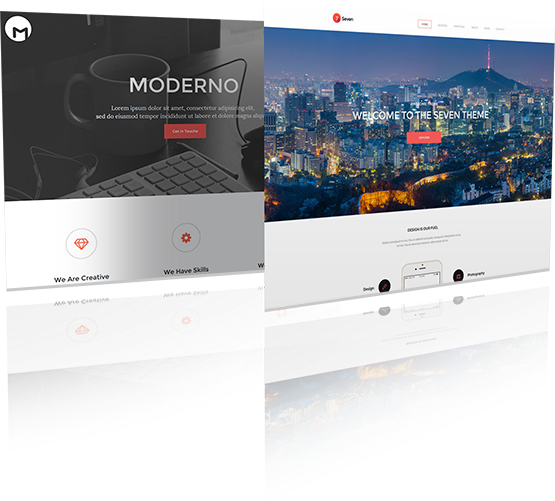 M
MODERNO
Lorem ipsum dolor sit amet, consectetur adipisicing elit,
sed do eiusmod tempor incididunt ut labore et dolore magna aliqua
Get in Touche
We Are Creative
We Have Skills
7 Seven
HOME
WELCOME TO THE SEVEN THEME
DESIGN IS OUR FUEL
Design
Photography